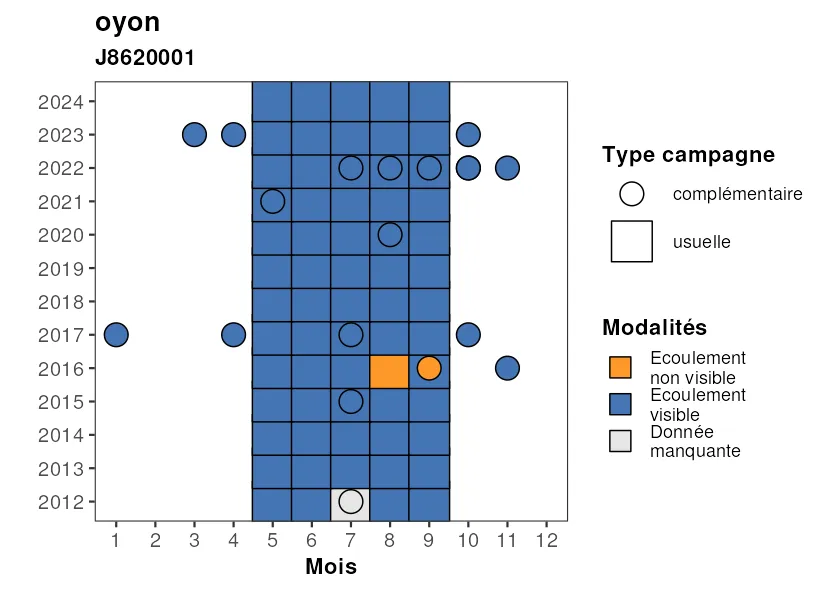 oyon
J8620001
2024
2023
2022
2021
2020
2019
2018
2017
2016
2015
2014
2013
2012
1 2 3 4 5 6 7 8 9 10 11 12
Mois
Type campagne
complémentaire
usuelle
Modalités
Ecoulement
non visible
Ecoulement
visible
Donnée
manquante